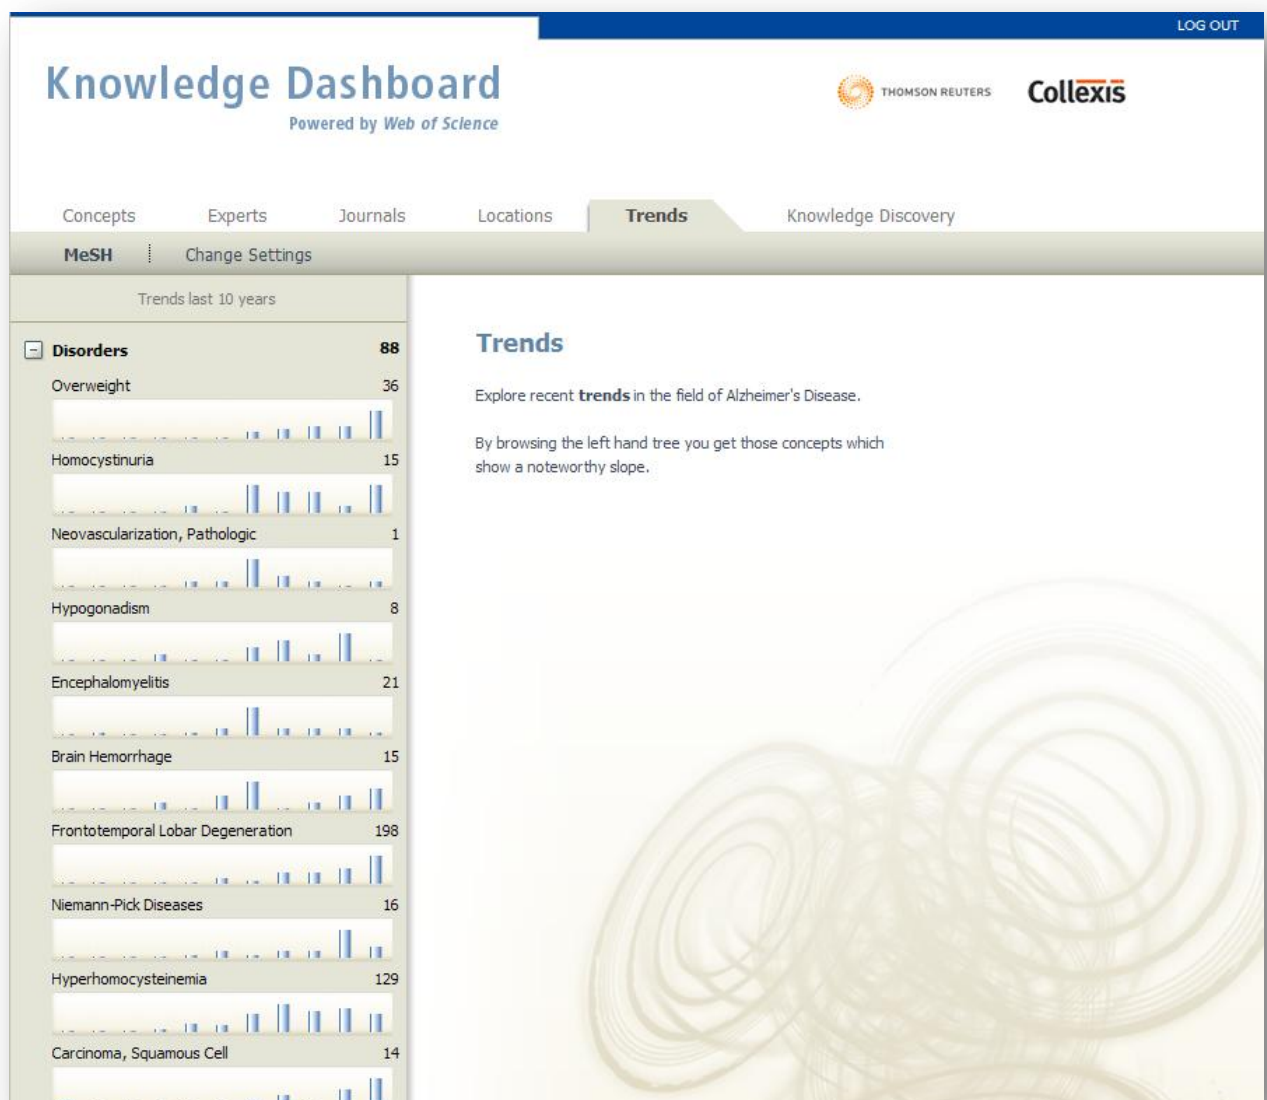 LOG OUT
Knowledge Dashboard
Powered by Web of Science
THOMSON REUTERS
Collexis
Concepts Experts Journals Locations Trends Knowledge Discovery
MeSH Change Settings
Trends last 10 years
Disorders 88
Overweight 36
Homocystinuria 15
Neovascularization, Pathologic 1
Hypogonadism 8
Encephalomyelitis 21
Brain Hemorrhage 15
Frontotemporal Lobar Degeneration 198
Niemann-Pick Diseases 16
Hyperhomocysteinemia 129
Carcinoma, Squamous Cell 14
Trends
Explore recent trends in the field of Alzheimer's Disease.
By browsing the left hand tree you get those concepts which
show a noteworthy slope.